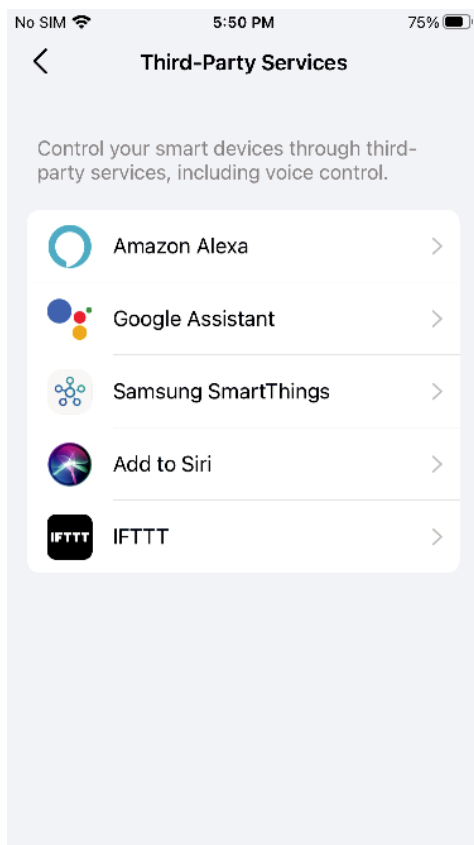 No SIM 5:50 PM 75%
Third-Party Services
Control your smart devices through third-
party services, including voice control.
Amazon Alexa
Google Assistant
Samsung SmartThings
Add to Siri
IFTTT IFTTT